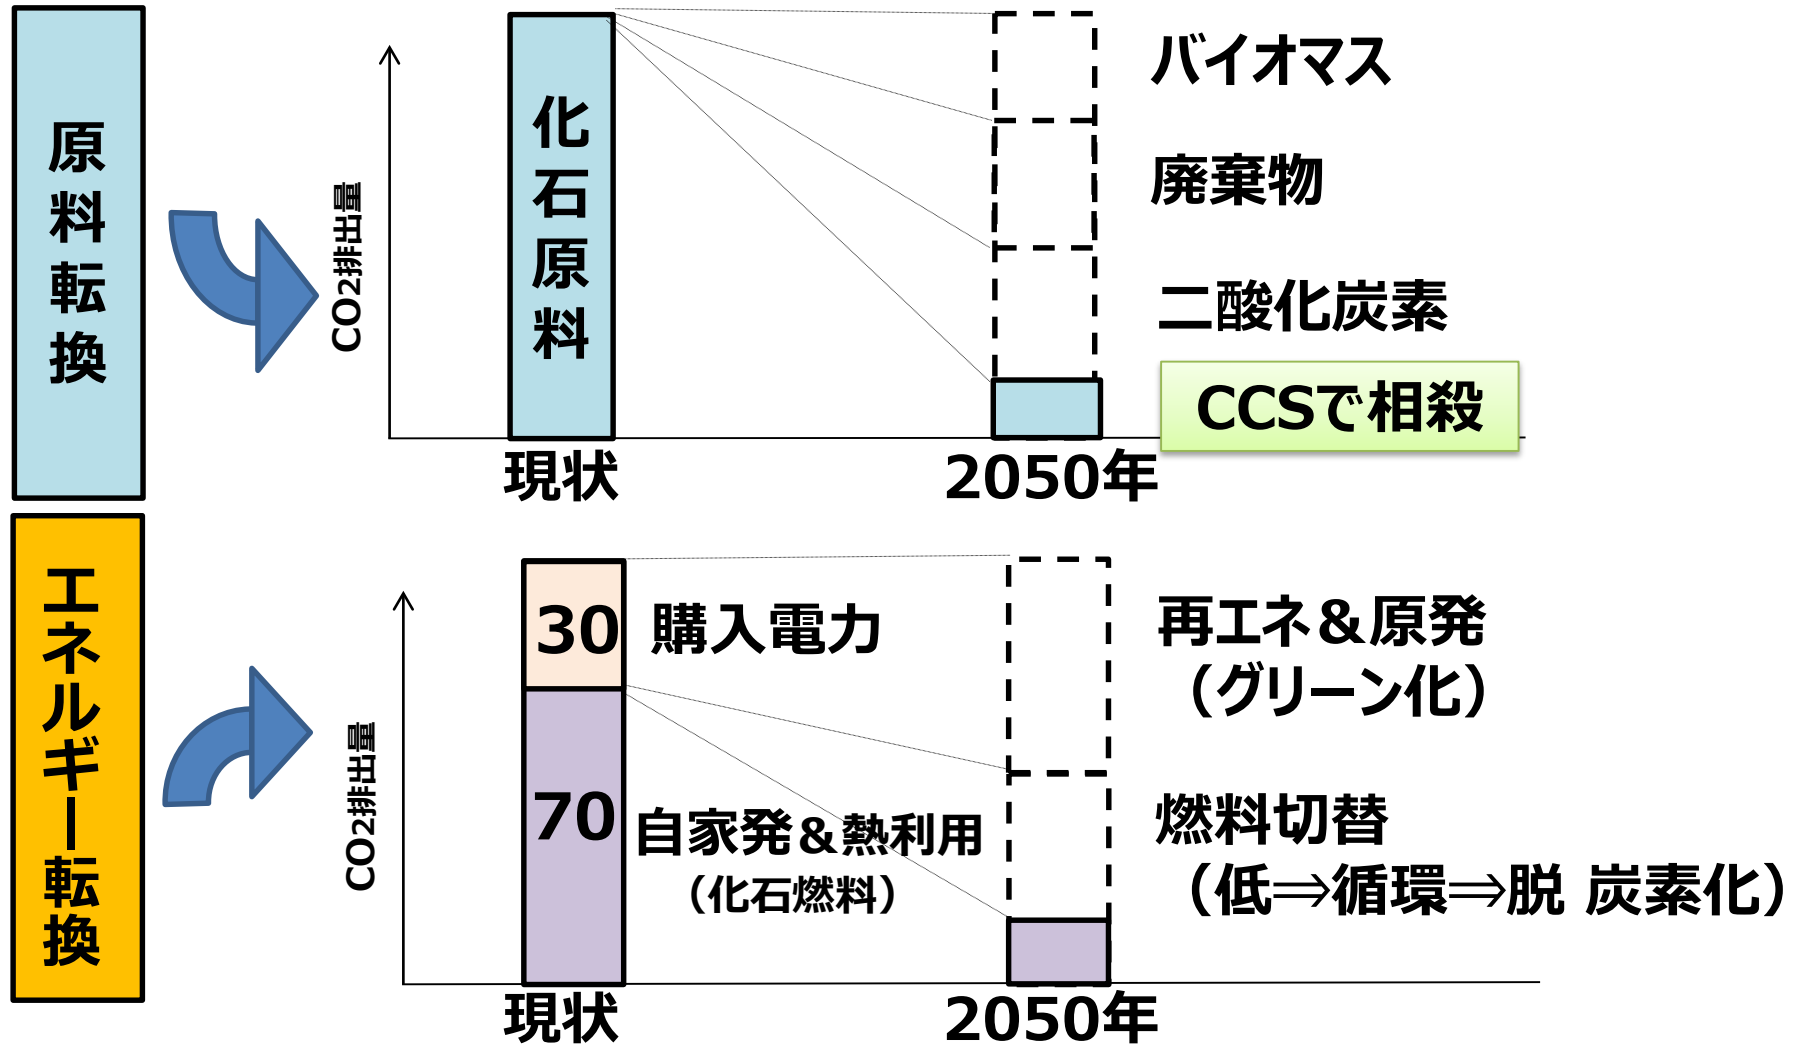 原料転換
CO2排出量
化石原料
バイオマス
廃棄物
二酸化炭素
CCSで相殺
現状
2050年
エネルギー転換
CO2排出量
30
購入電力
70
自家発＆熱利用
（化石燃料）
再エネ＆原発
（グリーン化）
燃料切替
（低⇒循環⇒脱 炭素化）
現状
2050年